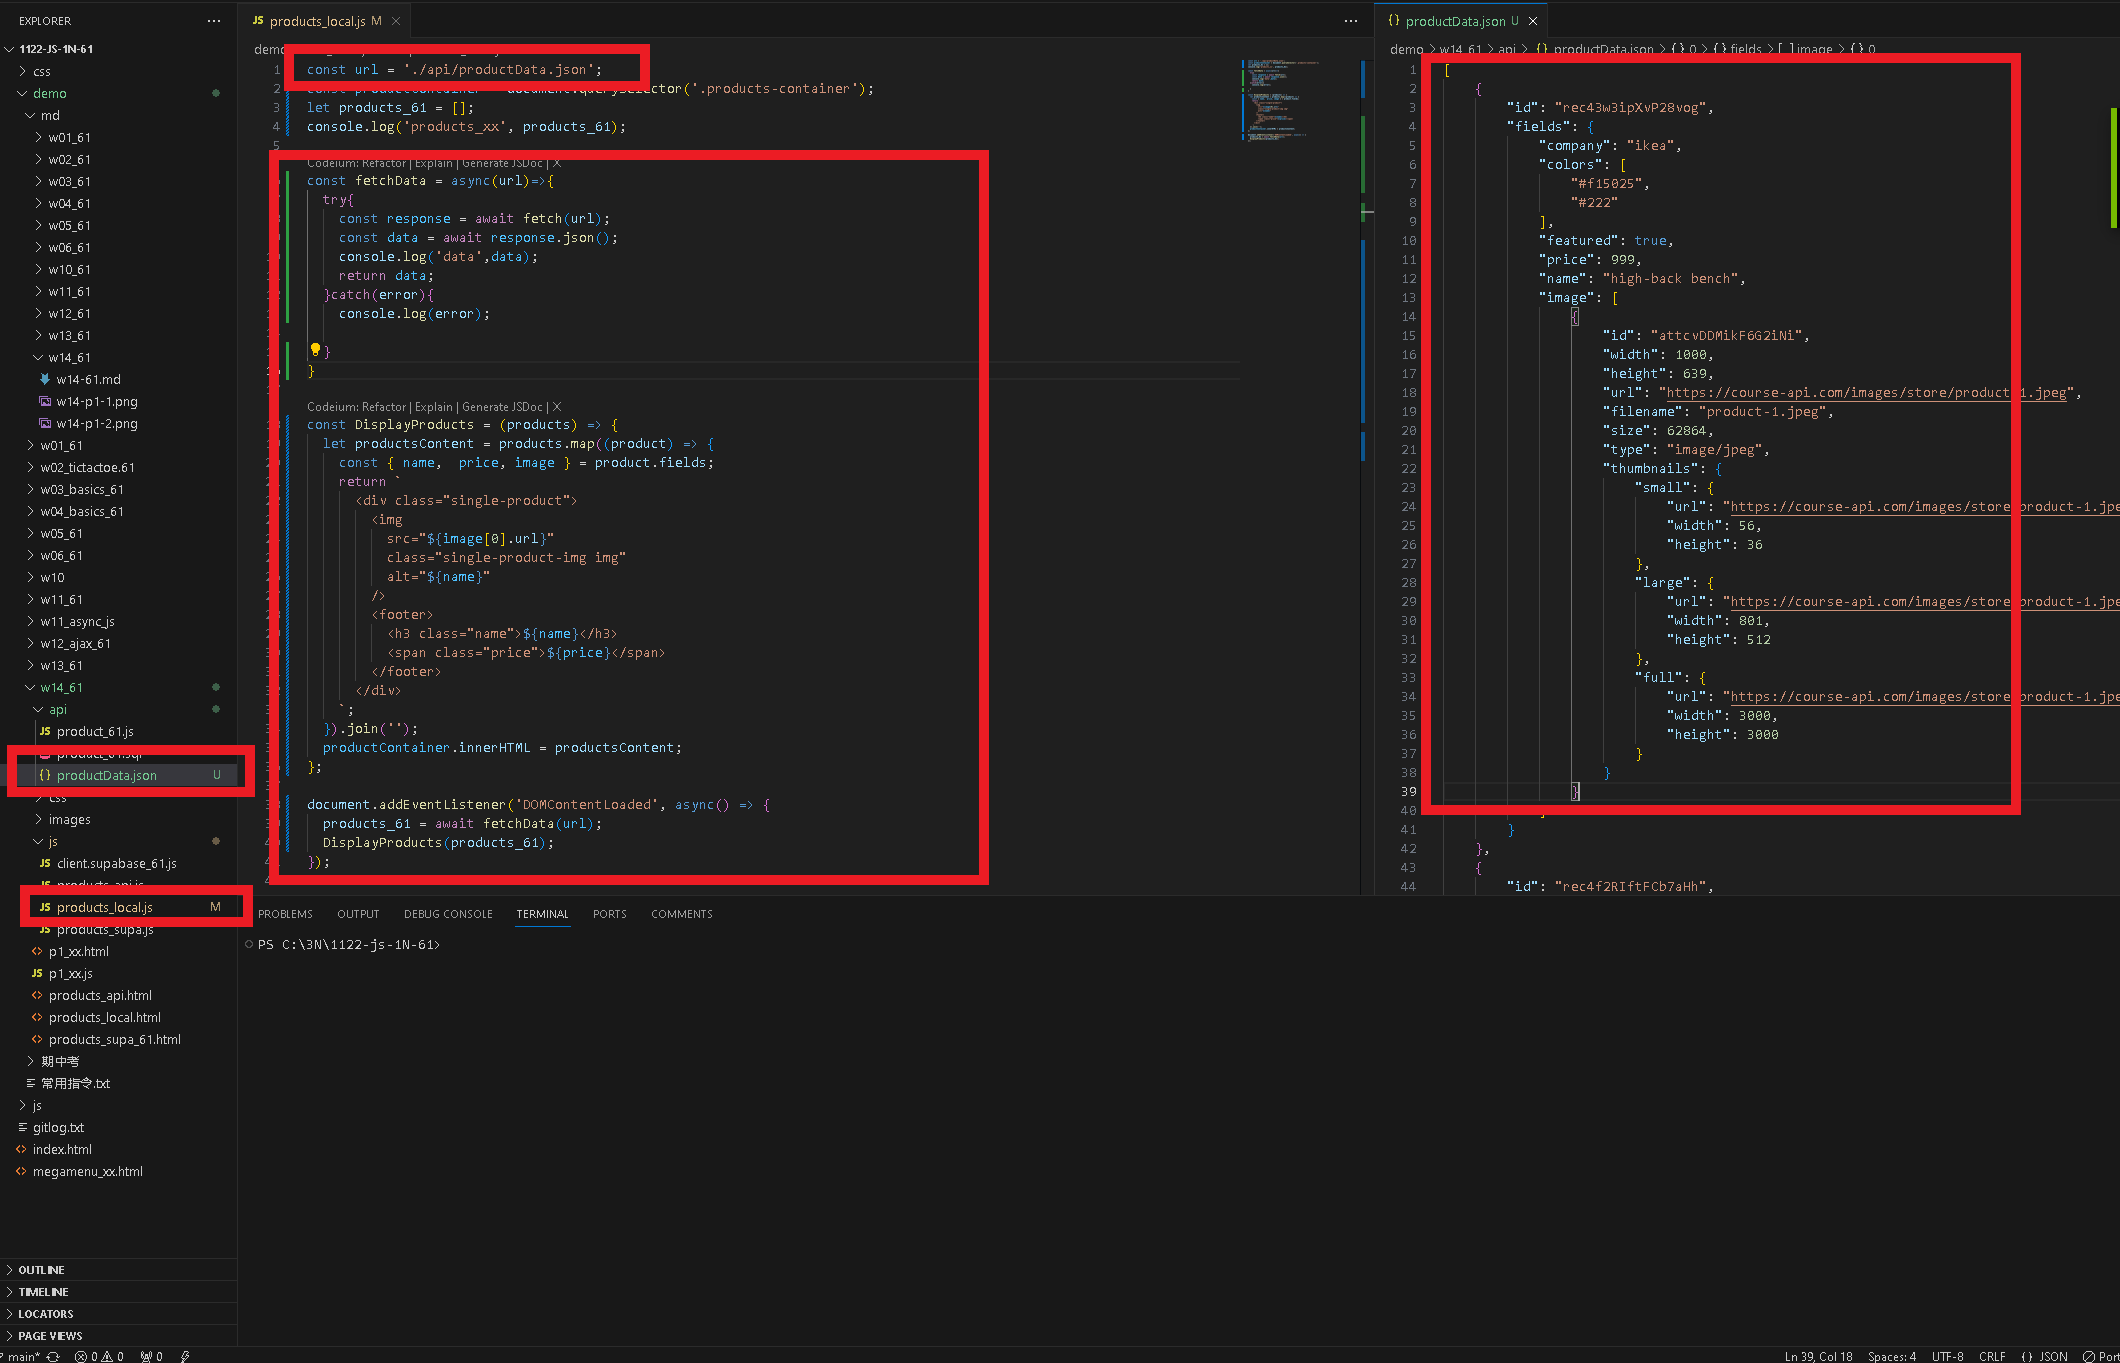 EXPLORER
1122-JS-1N-61
css
demo
md
w01_61
w02_61
w03_61
w04_61
w05_61
w06_61
w10_61
w11_61
w12_61
w13_61
w14_61
w14-61.md
w14-p1-1.png
w14-p1-2.png
w01_61
w02_tictactoe.61
w03_basics_61
w04_basics_61
w05_61
w06_61
w10
w11_61
w11_async_js
w12_ajax_61
w13_61
w14_61
api
JS product_61.js
{} productData.json U
css
images
js
JS client.supabase_61.js
JS products_api.js
JS products_local.js M
JS products_supa.js
<> p1_xx.html
JS p1_xx.js
<> products_api.html
<> products_local.html
<> products_supa_61.html
期中考
常用指令.txt
js
gitlog.txt
<> index.html
<> megamenu_xx.html
OUTLINE
TIMELINE
LOCATORS
PAGE VIEWS
JS products_local.js M
demo
1 const url = './api/productData.json';
2 const productContainer = document.querySelector('.products-container');
3 let products_61 = [];
4 console.log('products_xx', products_61);
5
Codeium: Refactor | Explain | Generate JSDoc | X
const fetchData = async(url)=>{
try{
const response = await fetch(url);
const data = await response.json();
console.log('data',data);
return data;
}catch(error){
console.log(error);
}
}
Codeium: Refactor | Explain | Generate JSDoc | X
const DisplayProducts = (products) => {
let productsContent = products.map((product) => {
const { name,  price, image } = product.fields;
return `
<div class="single-product">
<img
src="${image[0].url}"
class="single-product-img img"
alt="${name}"
/>
<footer>
<h3 class="name">${name}</h3>
<span class="price">${price}</span>
</footer>
</div>
`;
}).join('');
productContainer.innerHTML = productsContent;
};
document.addEventListener('DOMContentLoaded', async() => {
products_61 = await fetchData(url);
DisplayProducts(products_61);
});
{} productData.json U
demo > w14_61 > api > {} productData.json > {} 0 > {} fields > [ ] image > {} 0
1 [
2 {
3 "id": "rec43w3ipXvP28vog",
4 "fields": {
5 "company": "ikea",
6 "colors": [
7 "#f15025",
8 "#222"
9 ],
10 "featured": true,
11 "price": 999,
12 "name": "high-back bench",
13 "image": [
14 {
15 "id": "attcvDDMikF6G2iNi",
16 "width": 1000,
17 "height": 639,
18 "url": "https://course-api.com/images/store/product-1.jpeg",
19 "filename": "product-1.jpeg",
20 "size": 62864,
21 "type": "image/jpeg",
22 "thumbnails": {
23 "small": {
24 "url": "https://course-api.com/images/store/product-1.jpe
25 "width": 56,
26 "height": 36
27 },
28 "large": {
29 "url": "https://course-api.com/images/store/product-1.jpe
30 "width": 801,
31 "height": 512
32 },
33 "full": {
34 "url": "https://course-api.com/images/store/product-1.jpe
35 "width": 3000,
36 "height": 3000
37 }
38 }
39 }
40 ]
41 }
42 },
43 {
44 "id": "rec4f2RIftFCb7aHh",
PROBLEMS OUTPUT DEBUG CONSOLE TERMINAL PORTS COMMENTS
PS C:\3N\1122-js-1N-61>
main* 0 0 0
Ln 39, Col 18 Spaces: 4 UTF-8 CRLF {} JSON Port